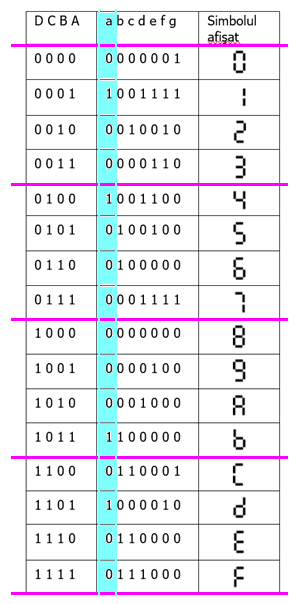 D C B A a b c d e f g Simbolul
afișat
0 0 0 0 0 0 0 0 0 0 1 0
0 0 0 1 1 0 0 1 1 1 1 1
0 0 1 0 0 0 1 0 0 1 0 2
0 0 1 1 0 0 0 0 1 1 0 3
0 1 0 0 1 0 0 1 1 0 0 4
0 1 0 1 0 1 0 0 1 0 0 5
0 1 1 0 0 1 0 0 0 0 0 6
0 1 1 1 0 0 0 1 1 1 1 7
1 0 0 0 0 0 0 0 0 0 0 8
1 0 0 1 0 0 0 0 1 0 0 9
1 0 1 0 0 0 0 1 0 0 0 A
1 0 1 1 1 1 0 0 0 0 0 b
1 1 0 0 0 1 1 0 0 0 1 C
1 1 0 1 1 0 0 0 0 1 0 d
1 1 1 0 0 1 1 0 0 0 0 E
1 1 1 1 0 1 1 1 0 0 0 F